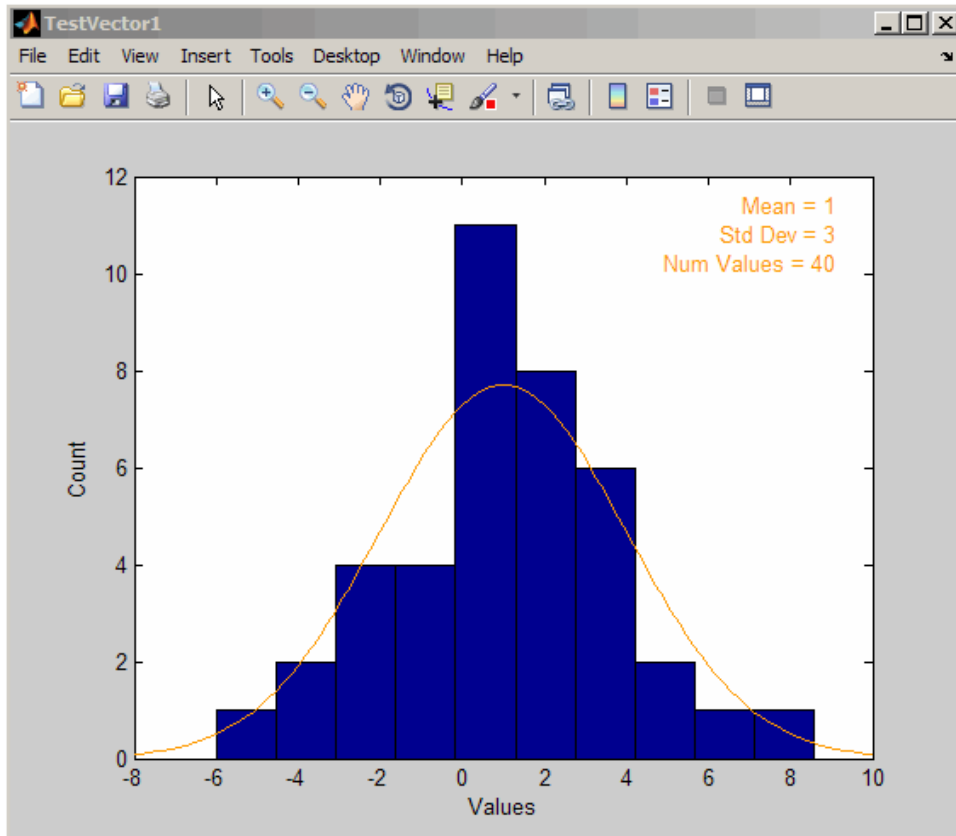 TestVector1
File Edit View Insert Tools Desktop Window Help
Mean = 1
Std Dev = 3
Num Values = 40
12
10
8
6
4
2
0
Count
-8 -6 -4 -2 0 2 4 6 8 10
Values